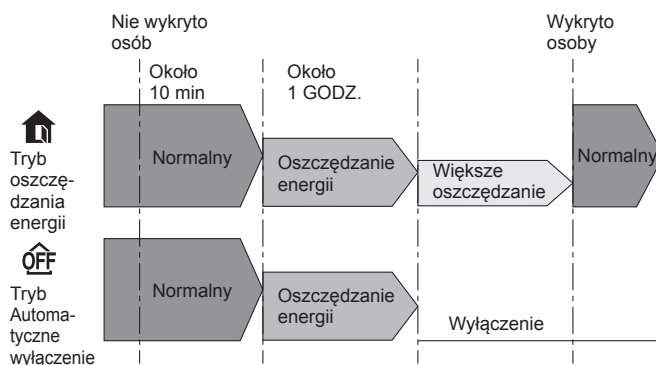 Nie wykryto
osób
Wykryto
osoby
Około
10 min
Około
1 GODZ.
Tryb
oszczę-
dzania
energii
Normalny
Oszczędzanie
energii
Większe
oszczędzanie
Normalny
OFF
Tryb
Automa-
tyczne
wyłączenie
Normalny
Oszczędzanie
energii
Wyłączenie